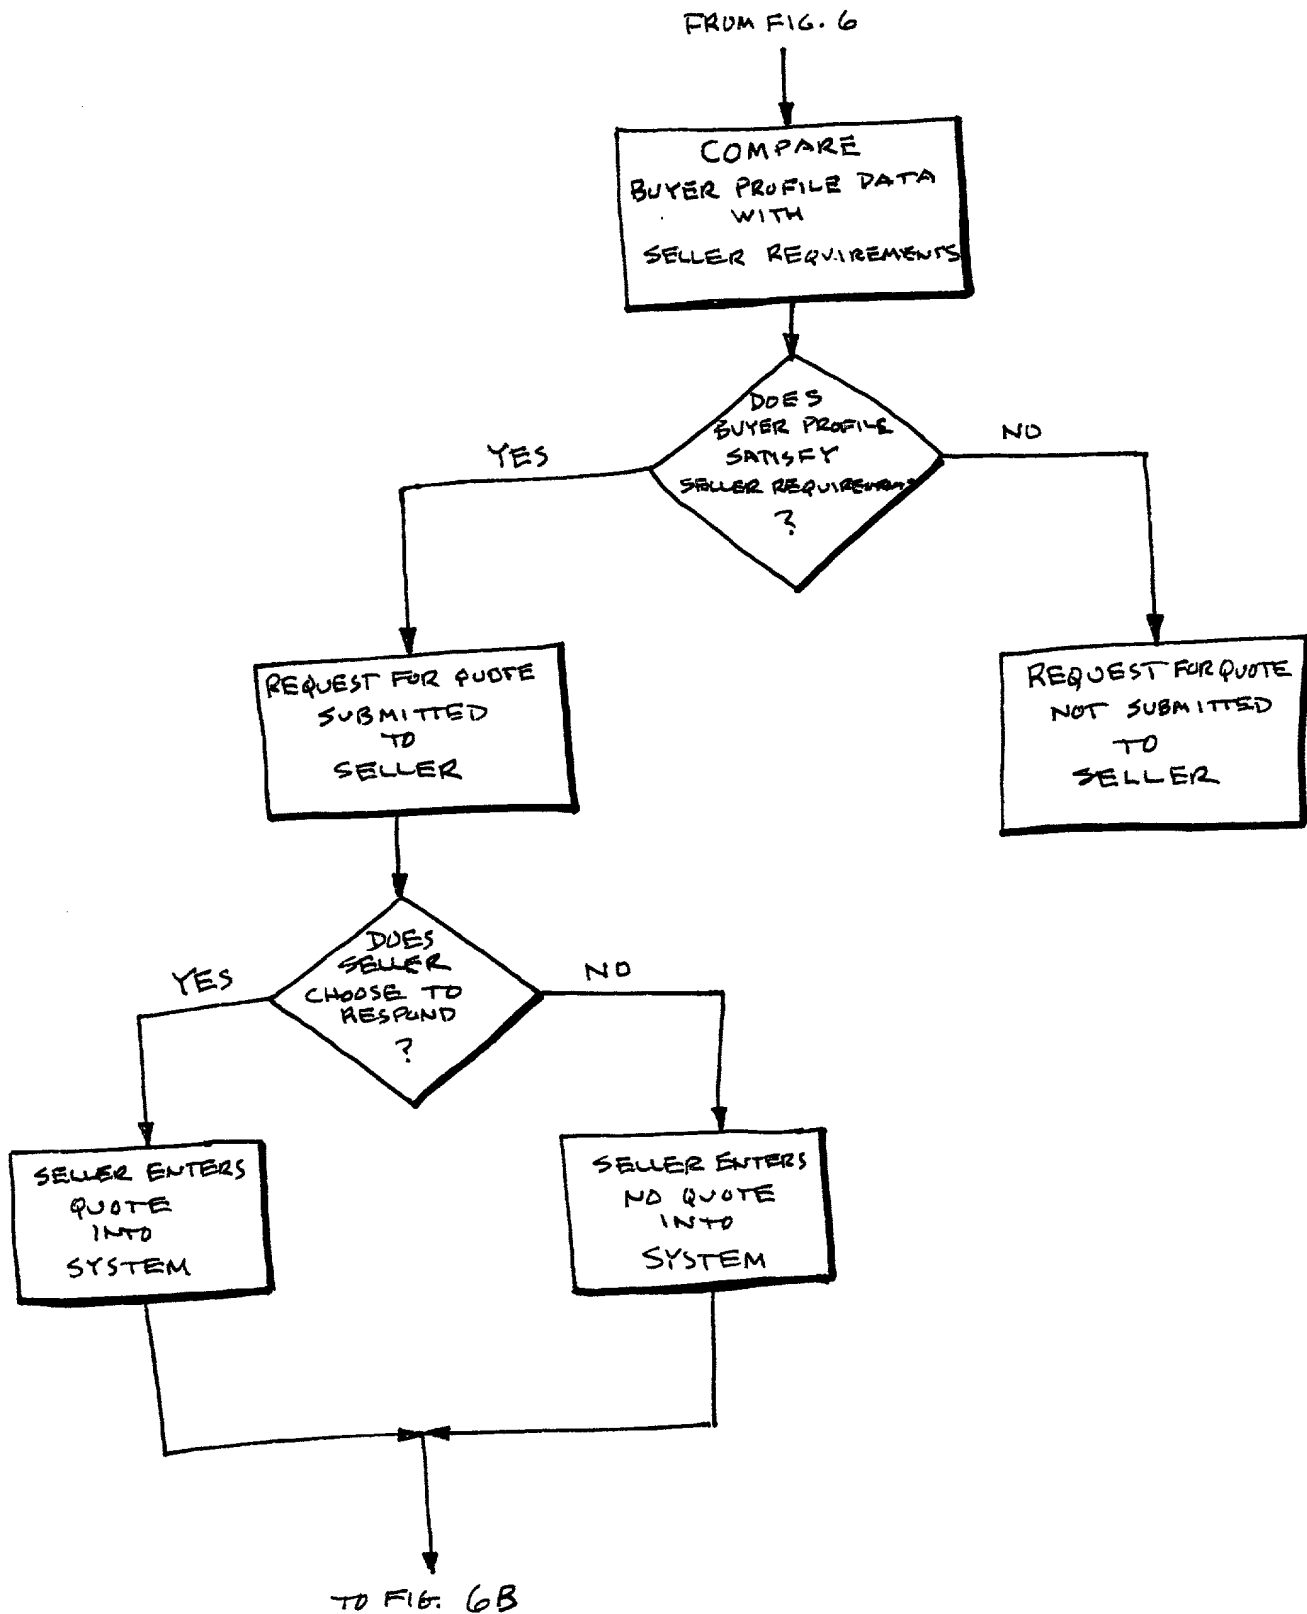 FROM FIG. 6
COMPARE
BUYER PROFILE DATA
WITH
SELLER REQUIREMENTS
DOES
BUYER PROFILE
SATISFY
SELLER REQUIREMENTS
?
YES
NO
REQUEST FOR QUOTE
SUBMITTED
TO
SELLER
REQUEST FOR QUOTE
NOT SUBMITTED
TO
SELLER
DOES
SELLER
CHOOSE TO
RESPOND
?
YES
NO
SELLER ENTERS
QUOTE
INTO
SYSTEM
SELLER ENTERS
NO QUOTE
INTO
SYSTEM
TO FIG. 6B